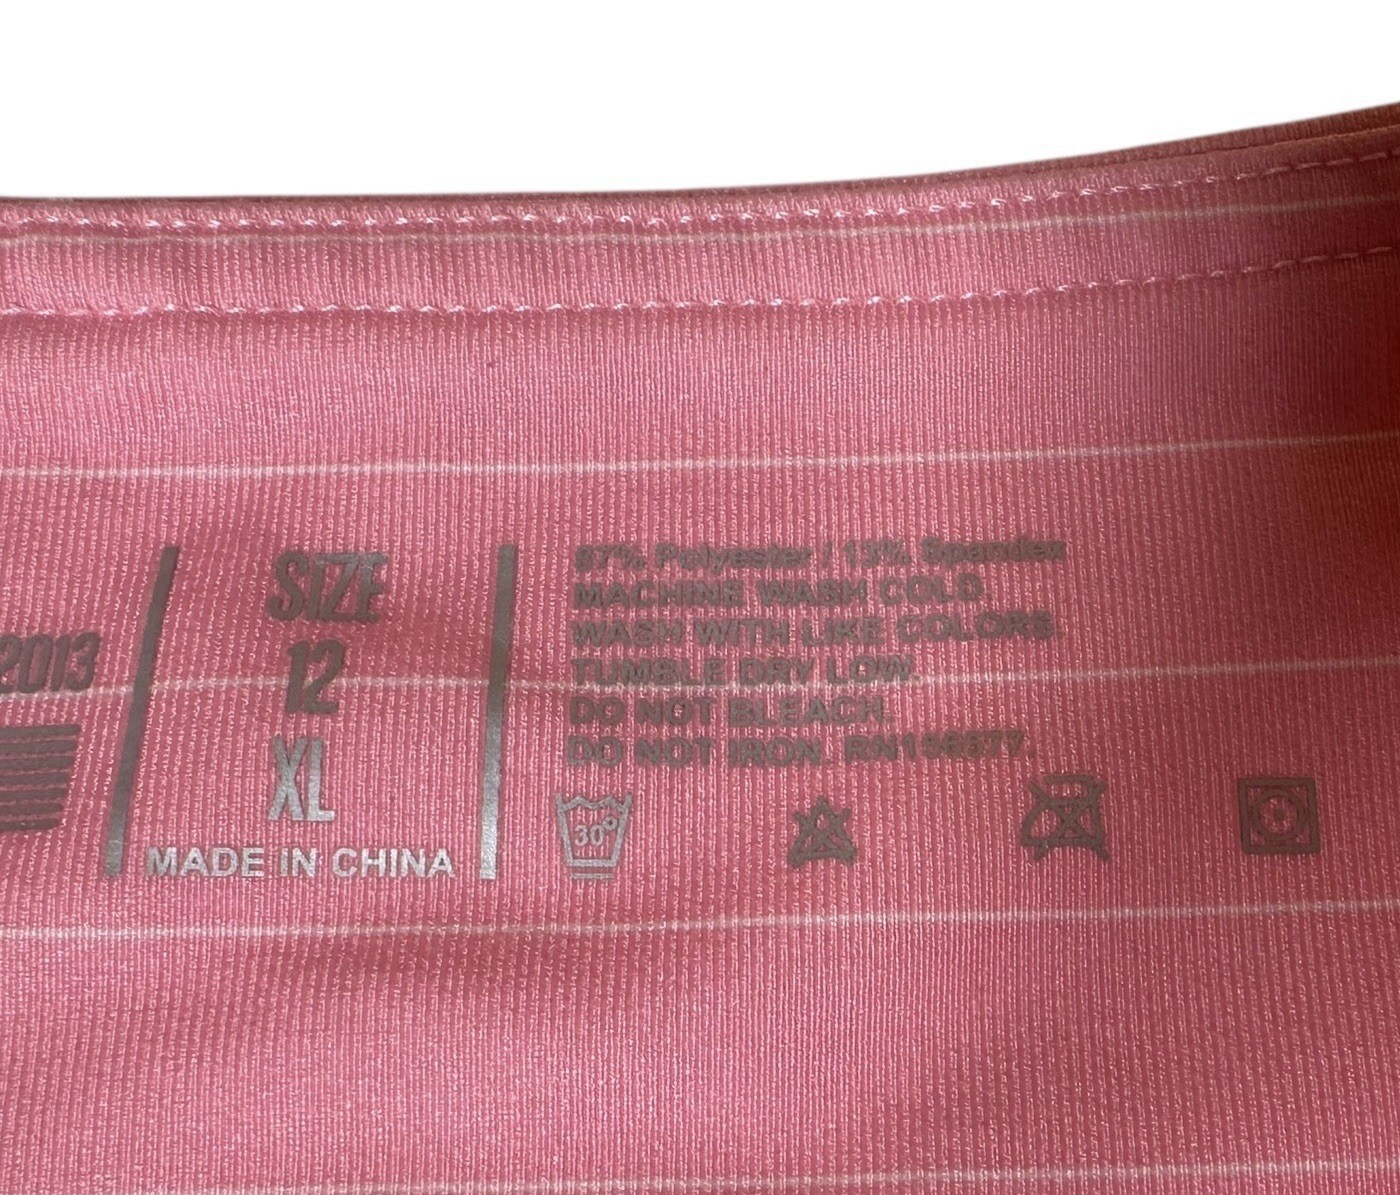 2013
SIZE
12
XL
MADE IN CHINA
87% Polyester / 13% Spandex
MACHINE WASH COLD.
WASH WITH LIKE COLORS.
TUMBLE DRY LOW.
DO NOT BLEACH.
DO NOT IRON.
30°